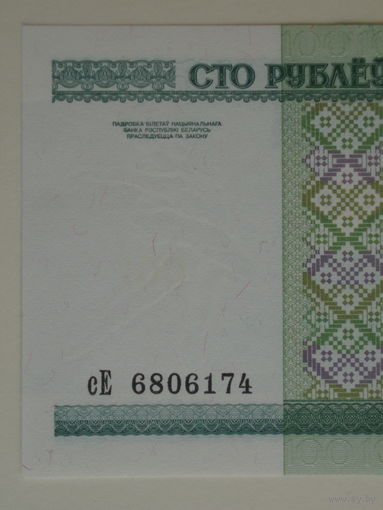 СТО РУБЛЁЎ
ПАДРОБКА БІЛЕТАЎ НАЦЫЯНАЛЬНАГА
БАНКА РЭСПУБЛІКІ БЕЛАРУСЬ
ПРАСЛЕДУЕЦЦА ПА ЗАКОНУ
сЕ 6806174